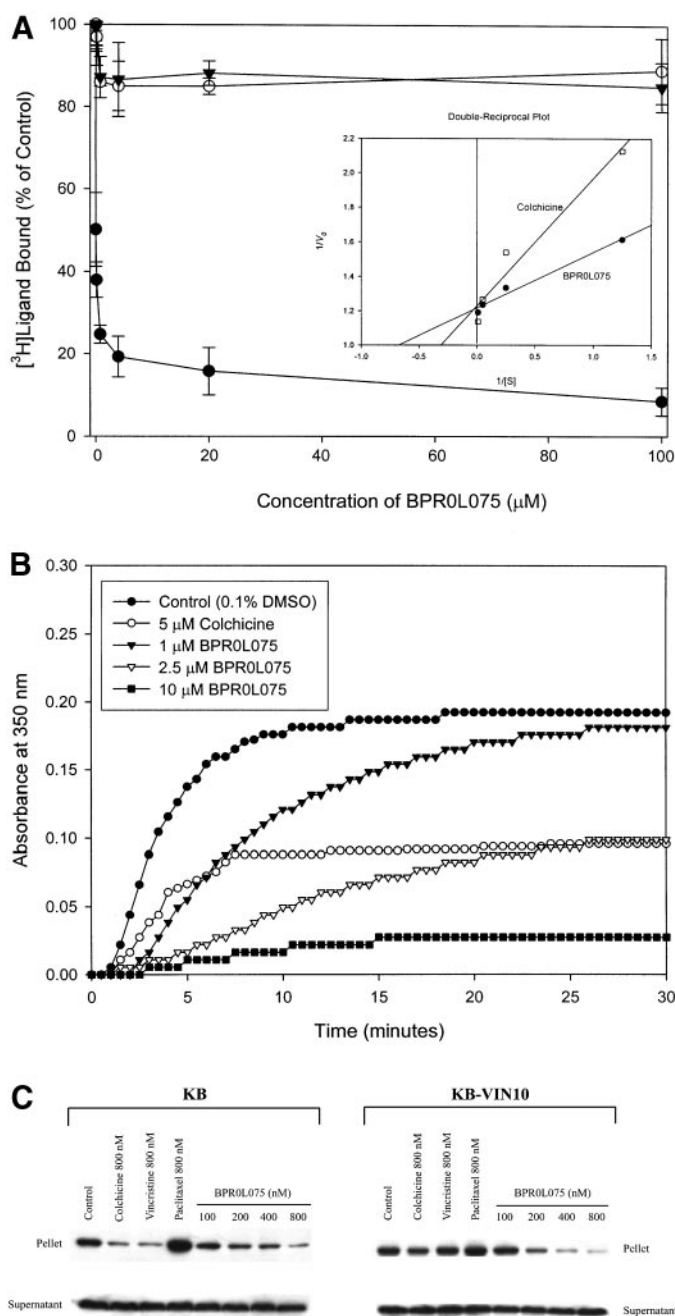 A
[³H]Ligand Bound (% of Control)
100
80
60
40
20
0
0
20
40
60
80
100
Concentration of BPR0L075 (µM)
Double-Reciprocal Plot
1/V₀
2.2
2.0
1.8
1.6
1.4
1.2
1.0
Colchicine
BPR0L075
-1.0
-0.5
0.0
0.5
1.0
1.5
1/[S]
B
Absorbance at 350 nm
0.30
0.25
0.20
0.15
0.10
0.05
0.00
Control (0.1% DMSO)
5 µM Colchicine
1 µM BPR0L075
2.5 µM BPR0L075
10 µM BPR0L075
0
5
10
15
20
25
30
Time (minutes)
C
KB
Control
Colchicine 800 nM
Vincristine 800 nM
Paclitaxel 800 nM
BPR0L075 (nM)
100 200 400 800
Pellet
Supernatant
KB-VIN10
Control
Colchicine 800 nM
Vincristine 800 nM
Paclitaxel 800 nM
BPR0L075 (nM)
100 200 400 800
Pellet
Supernatant